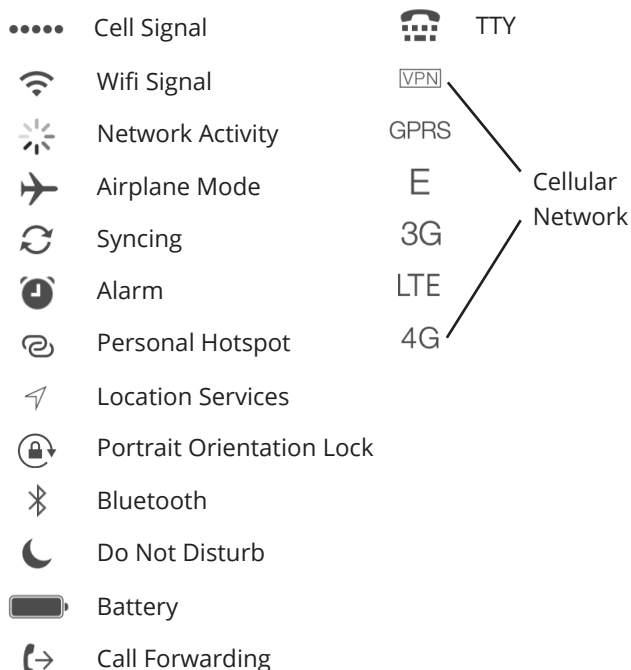 Cell Signal
Wifi Signal
Network Activity
Airplane Mode
Syncing
Alarm
Personal Hotspot
Location Services
Portrait Orientation Lock
Bluetooth
Do Not Disturb
Battery
Call Forwarding
TTY
VPN
GPRS
E
3G
LTE
4G
Cellular
Network